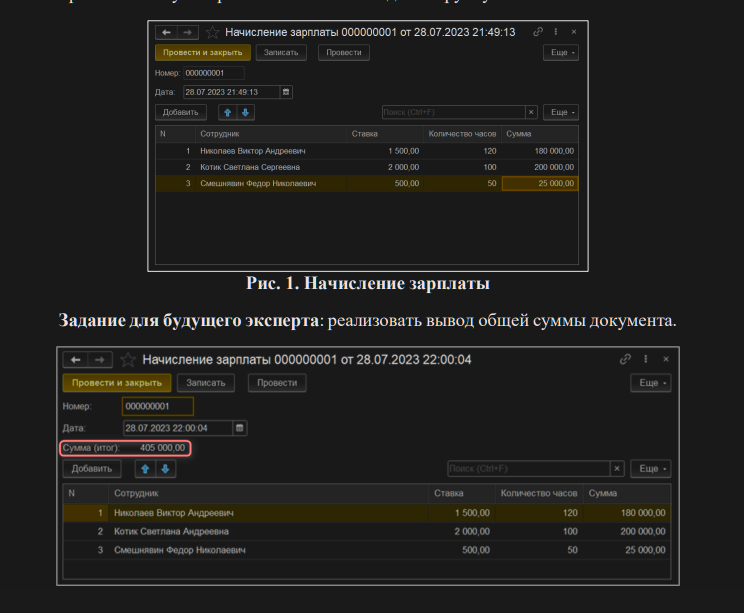 Начисление зарплаты 000000001 от 28.07.2023 21:49:13
Провести и закрыть Записать Провести Еще
Номер: 000000001
Дата: 28.07.2023 21:49:13
Добавить Поиск (Ctrl+F) × Еще
N Сотрудник Ставка Количество часов Сумма
1 Николаев Виктор Андреевич 1 500,00 120 180 000,00
2 Котик Светлана Сергеевна 2 000,00 100 200 000,00
3 Смешнявин Федор Николаевич 500,00 50 25 000,00
Рис. 1. Начисление зарплаты
Задание для будущего эксперта: реализовать вывод общей суммы документа.
Начисление зарплаты 000000001 от 28.07.2023 22:00:04
Провести и закрыть Записать Провести Еще
Номер: 000000001
Дата: 28.07.2023 22:00:04
Сумма (итог): 405 000,00
Добавить Поиск (Ctrl+F) × Еще
N Сотрудник Ставка Количество часов Сумма
1 Николаев Виктор Андреевич 1 500,00 120 180 000,00
2 Котик Светлана Андреевна 2 000,00 100 200 000,00
3 Смешнявин Федор Николаевич 500,00 50 25 000,00